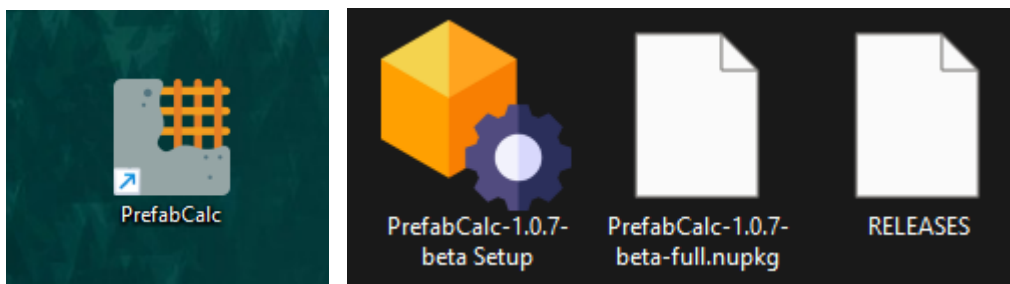 PrefabCalc
PrefabCalc-1.0.7-
beta Setup
PrefabCalc-1.0.7-
beta-full.nupkg
RELEASES